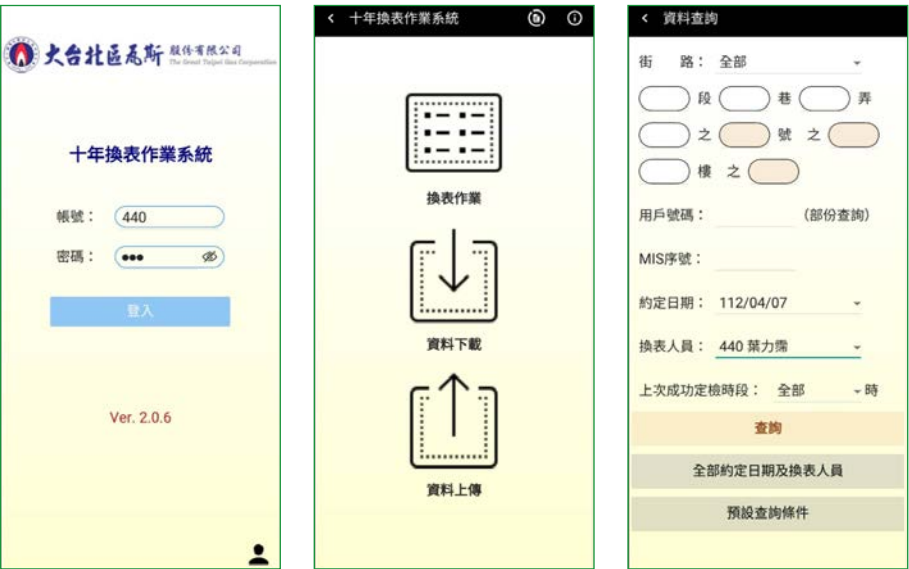 大台北區瓦斯 股份有限公司
The Great Taipei Gas Corporation
十年換表作業系統
帳號： 440
密碼： •••
登入
Ver. 2.0.6
十年換表作業系統
換表作業
資料下載
資料上傳
資料查詢
街 路： 全部
段 巷 弄
之 號 之
樓 之
用戶號碼： （部份查詢）
MIS序號：
約定日期： 112/04/07
換表人員： 440 葉力霈
上次成功定檢時段： 全部 時
查詢
全部約定日期及換表人員
預設查詢條件